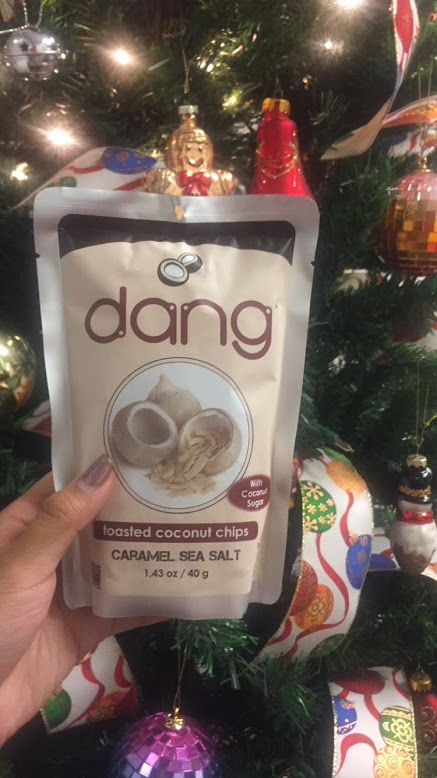 dang
With
Coconut
Sugar
toasted coconut chips
CARAMEL SEA SALT
1.43 oz / 40 g